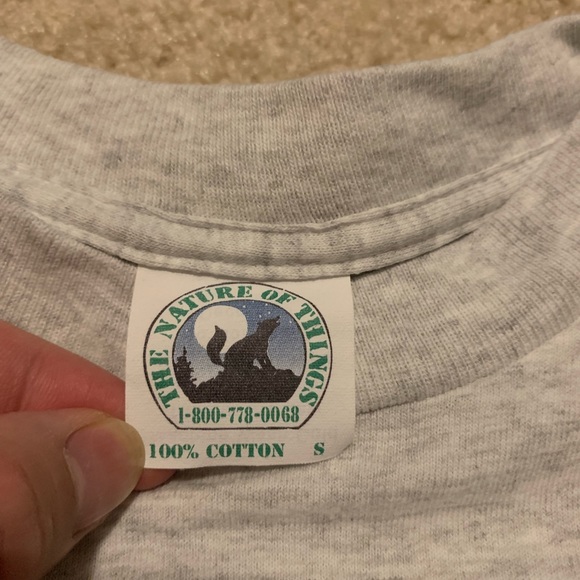 THE NATURE OF THINGS
1-800-778-0068
100% COTTON S